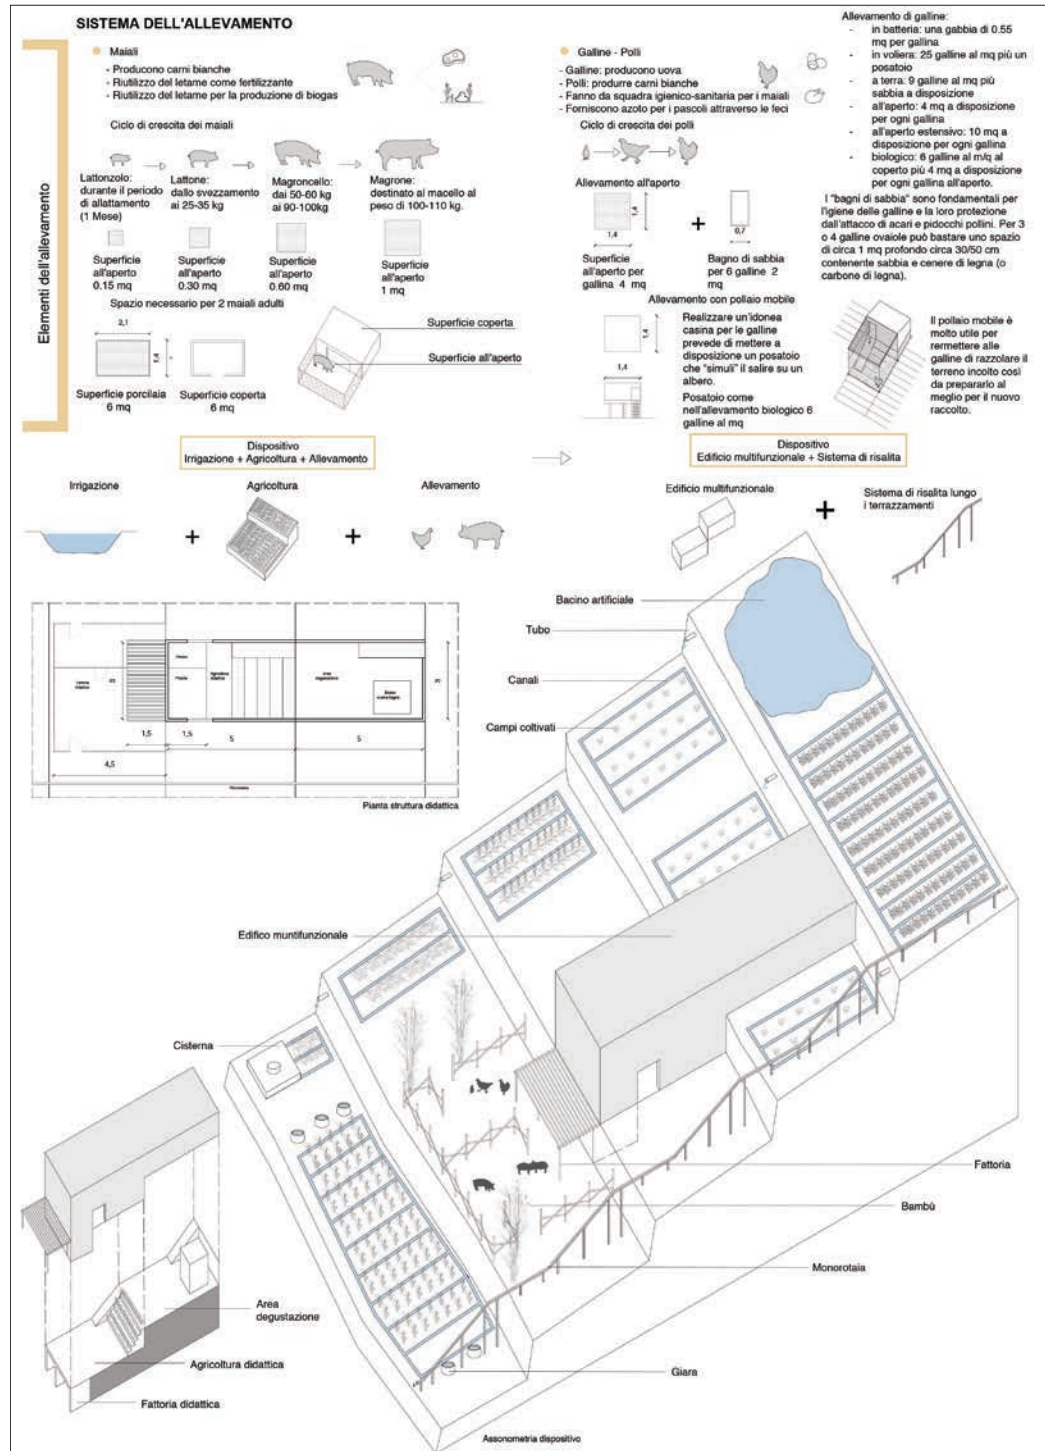 SISTEMA DELL'ALLEVAMENTO
Elementi dell'allevamento
Maiali
- Producono carni bianche
- Riutilizzo del letame come fertilizzante
- Riutilizzo del letame per la produzione di biogas
Ciclo di crescita dei maiali
Lattonzolo:
durante il periodo
di allattamento
(1 Mese)
Lattone:
dallo svezzamento
ai 25-35 kg
Magroncello:
dai 50-60 kg
ai 90-100kg
Magrone:
destinato al macello al
peso di 100-110 kg.
Superficie
all'aperto
0.15 mq
Superficie
all'aperto
0.30 mq
Superficie
all'aperto
0.60 mq
Superficie
all'aperto
1 mq
Spazio necessario per 2 maiali adulti
2,1
1,4
Superficie porcilaia
6 mq
Superficie coperta
6 mq
Superficie coperta
Superficie all'aperto
Galline - Polli
- Galline: producono uova
- Polli: produrre carni bianche
- Fanno da squadra igienico-sanitaria per i maiali
- Forniscono azoto per i pascoli attraverso le feci
Ciclo di crescita dei polli
Allevamento all'aperto
1,4
1,4
+
0,7
Superficie
all'aperto per
gallina 4 mq
Bagno di sabbia
per 6 galline 2
mq
Allevamento con pollaio mobile
1,4
1,4
Realizzare un'idonea
casina per le galline
prevede di mettere a
disposizione un posatoio
che "simuli" il salire su un
albero.
Posatoio come
nell'allevamento biologico 6
galline al mq
Allevamento di galline:
- in batteria: una gabbia di 0.55
mq per gallina
- in voliera: 25 galline al mq più un
posatoio
- a terra: 9 galline al mq più
sabbia a disposizione
- all'aperto: 4 mq a disposizione
per ogni gallina
- all'aperto estensivo: 10 mq a
disposizione per ogni gallina
- biologico: 6 galline al m/q al
coperto più 4 mq a disposizione
per ogni gallina all'aperto.
I "bagni di sabbia" sono fondamentali per
l'igiene delle galline e la loro protezione
dall'attacco di acari e pidocchi pollini. Per 3
o 4 galline ovaiole può bastare uno spazio
di circa 1 mq profondo circa 30/50 cm
contenente sabbia e cenere di legna (o
carbone di legna).
Il pollaio mobile è
molto utile per
rermettere alle
galline di razzolare il
terreno incolto così
da prepararlo al
meglio per il nuovo
raccolto.
Dispositivo
Irrigazione + Agricoltura + Allevamento
Dispositivo
Edificio multifunzionale + Sistema di risalita
Irrigazione
+
Agricoltura
+
Allevamento
Edificio multifunzionale
+
Sistema di risalita lungo
i terrazzamenti
3
3
1,5
1,5
5
5
4,5
Pianta struttura didattica
Bacino artificiale
Tubo
Canali
Campi coltivati
Edifico muntifunzionale
Cisterna
Fattoria
Bambù
Monorotaia
Giara
Area
degustazione
Agricoltura didattica
Fattoria didattica
Assonometria dispositivo